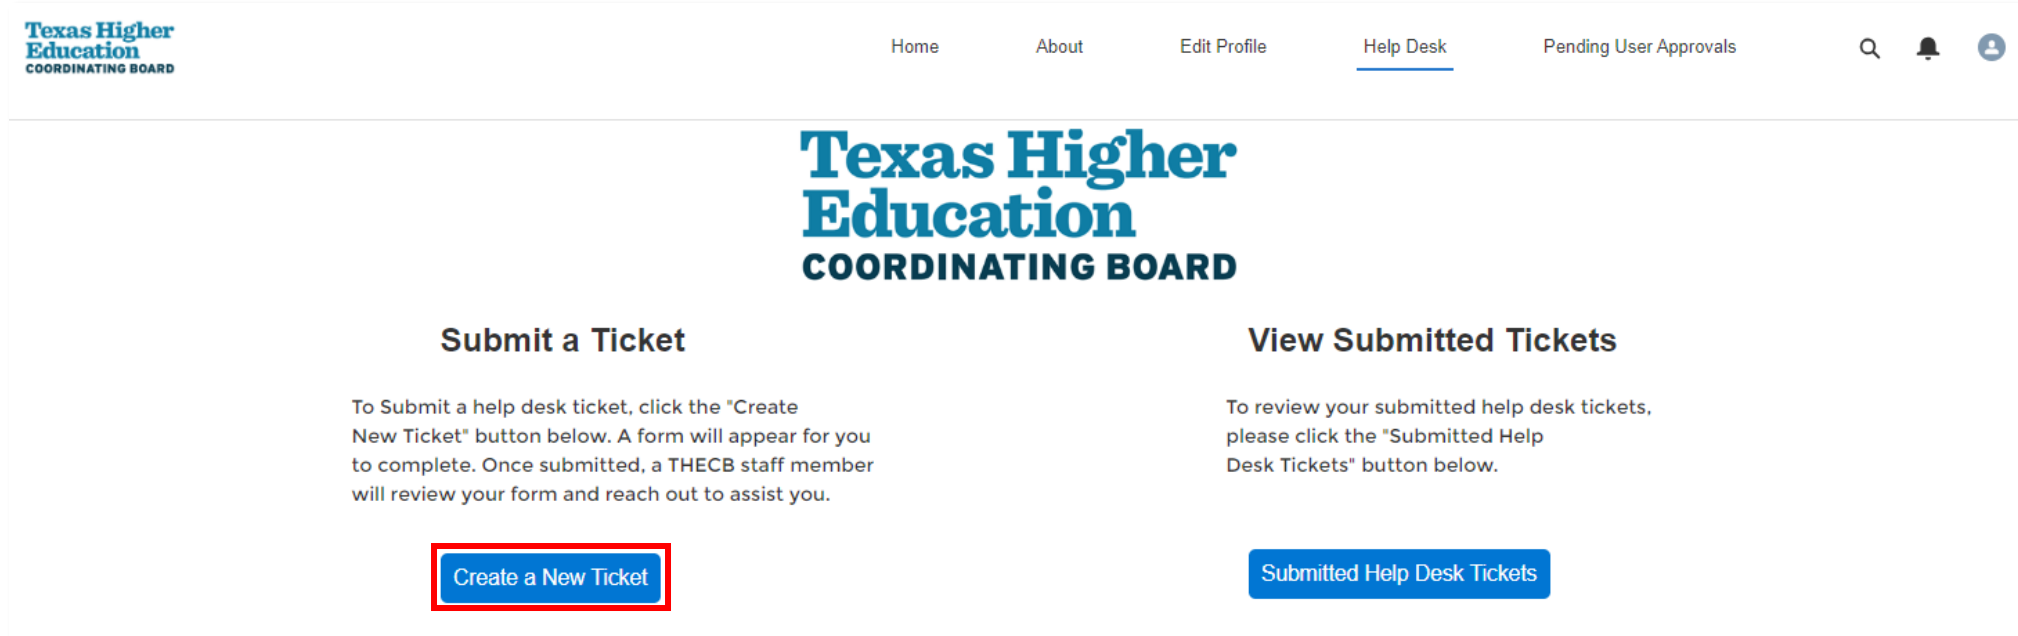 Texas Higher
Education
COORDINATING BOARD
Home
About
Edit Profile
Help Desk
Pending User Approvals
Texas Higher
Education
COORDINATING BOARD
Submit a Ticket
To Submit a help desk ticket, click the "Create
New Ticket" button below. A form will appear for you
to complete. Once submitted, a THECB staff member
will review your form and reach out to assist you.
Create a New Ticket
View Submitted Tickets
To review your submitted help desk tickets,
please click the "Submitted Help
Desk Tickets" button below.
Submitted Help Desk Tickets